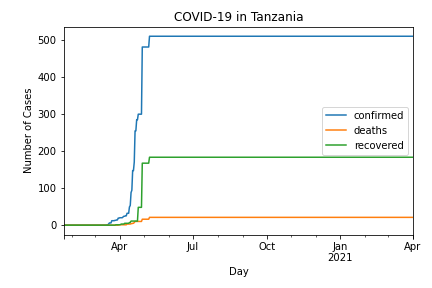 COVID-19 in Tanzania
Number of Cases
500
400
300
200
100
0
confirmed
deaths
recovered
Apr
Jul
Oct
Jan
2021
Apr
Day